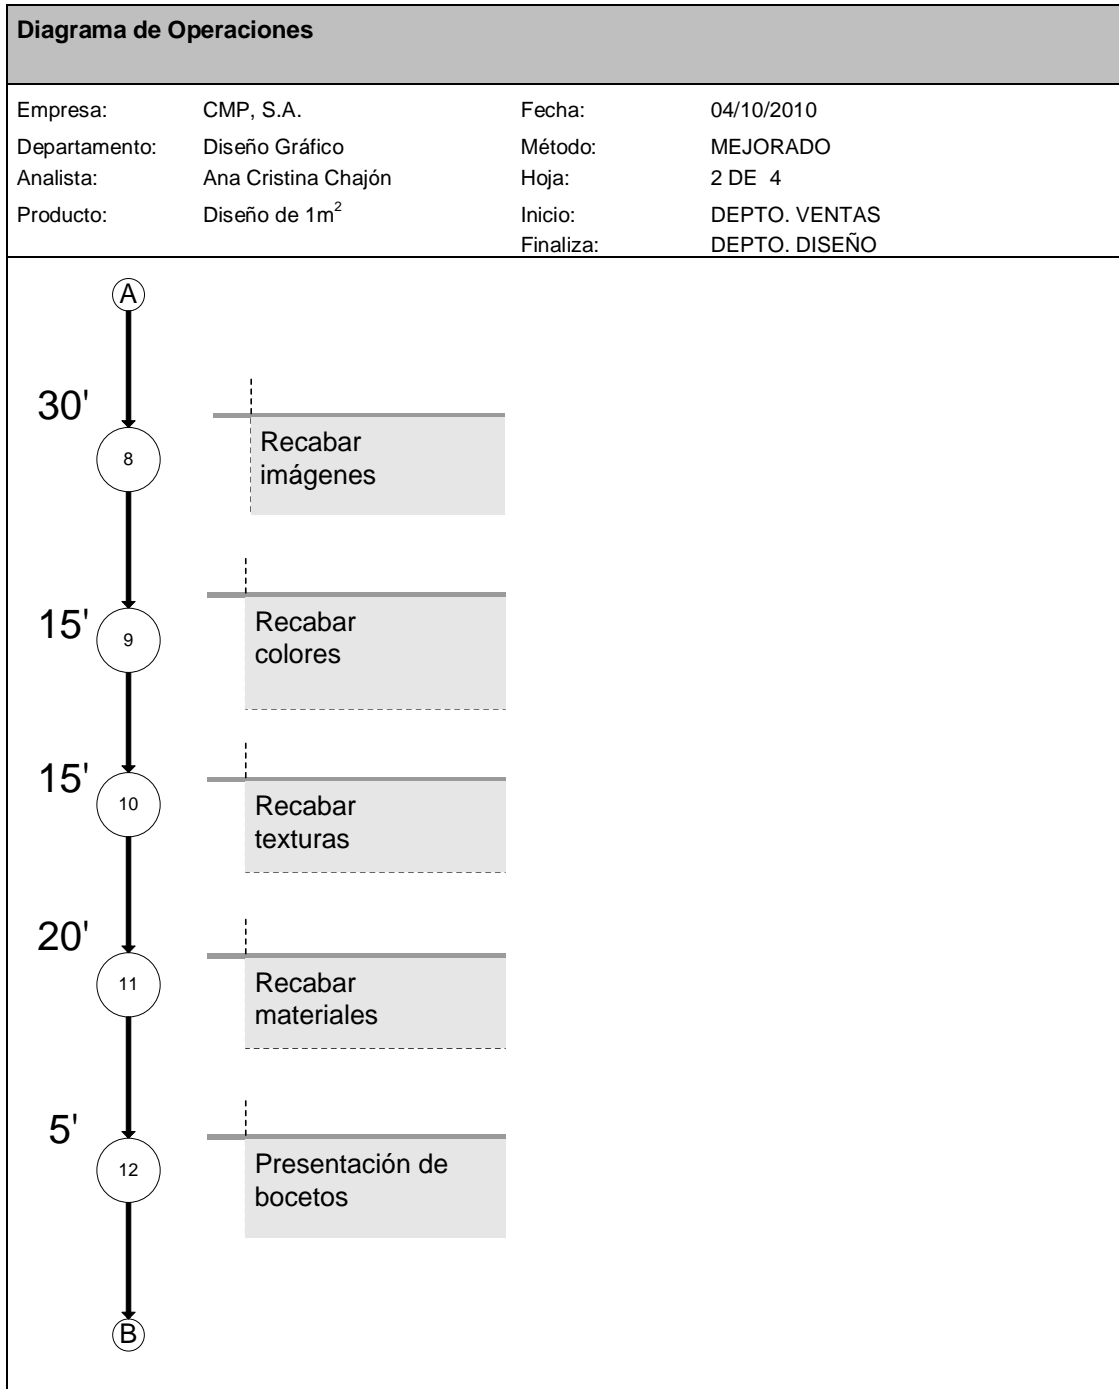 Diagrama de Operaciones
Empresa: CMP, S.A. Fecha: 04/10/2010
Departamento: Diseño Gráfico Método: MEJORADO
Analista: Ana Cristina Chajón Hoja: 2 DE 4
Producto: Diseño de 1m² Inicio: DEPTO. VENTAS
Finaliza: DEPTO. DISEÑO
A
30'
8
Recabar
imágenes
15'
9
Recabar
colores
15'
10
Recabar
texturas
20'
11
Recabar
materiales
5'
12
Presentación de
bocetos
B